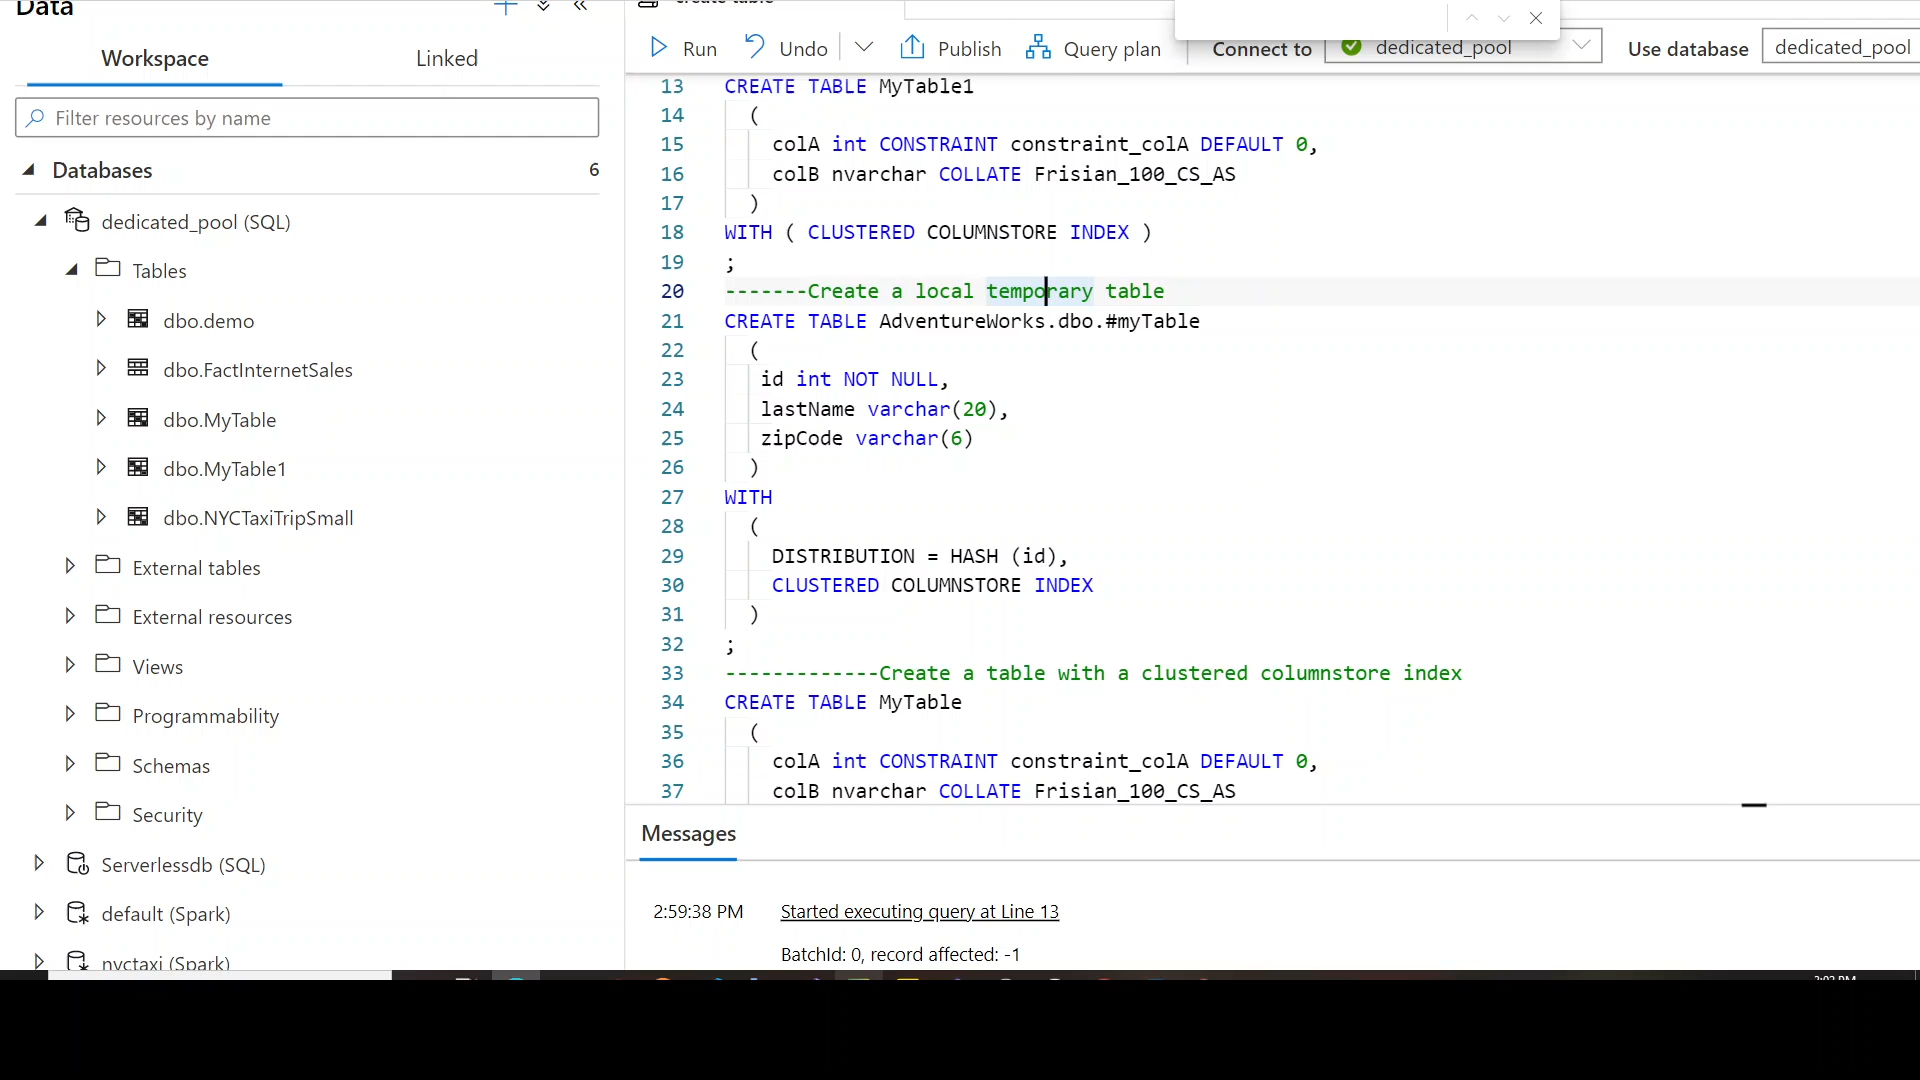 Data
Workspace
Linked
Filter resources by name
Databases
6
dedicated_pool (SQL)
Tables
dbo.demo
dbo.FactInternetSales
dbo.MyTable
dbo.MyTable1
dbo.NYCTaxiTripSmall
External tables
External resources
Views
Programmability
Schemas
Security
Serverlessdb (SQL)
default (Spark)
nyctaxi (Spark)
create table
Run
Undo
Publish
Query plan
Connect to
dedicated_pool
Use database
dedicated_pool
13 CREATE TABLE MyTable1
14 (
15 colA int CONSTRAINT constraint_colA DEFAULT 0,
16 colB nvarchar COLLATE Frisian_100_CS_AS
17 )
18 WITH ( CLUSTERED COLUMNSTORE INDEX )
19 ;
20 -------Create a local temporary table
21 CREATE TABLE AdventureWorks.dbo.#myTable
22 (
23 id int NOT NULL,
24 lastName varchar(20),
25 zipCode varchar(6)
26 )
27 WITH
28 (
29 DISTRIBUTION = HASH (id),
30 CLUSTERED COLUMNSTORE INDEX
31 )
32 ;
33 -------------Create a table with a clustered columnstore index
34 CREATE TABLE MyTable
35 (
36 colA int CONSTRAINT constraint_colA DEFAULT 0,
37 colB nvarchar COLLATE Frisian_100_CS_AS
Messages
2:59:38 PM Started executing query at Line 13
BatchId: 0, record affected: -1